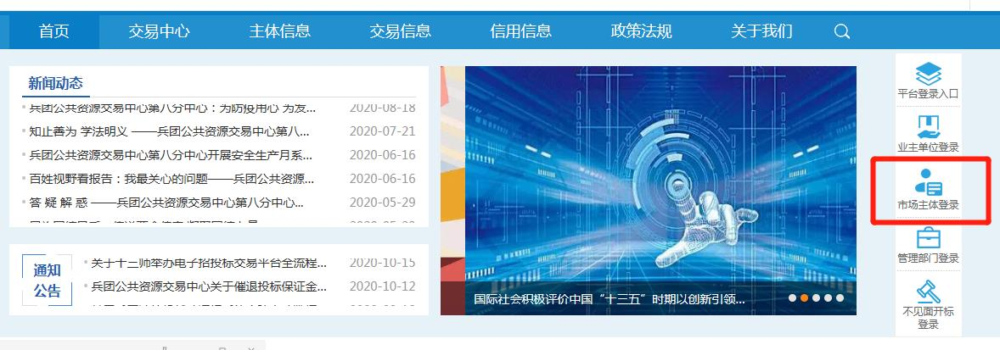 首页 交易中心 主体信息 交易信息 信用信息 政策法规 关于我们
新闻动态
兵团公共资源交易中心第八分中心：为防疫用心 为发... 2020-08-18
知止善为 学法明义 ——兵团公共资源交易中心第八... 2020-07-21
兵团公共资源交易中心第八分中心开展安全生产月系... 2020-06-16
百姓视野看报告：我最关心的问题——兵团公共资源... 2020-06-16
答 疑 解 惑 ——兵团公共资源交易中心第八分中心... 2020-05-29
通知
公告
关于十二师举办电子招投标交易平台全流程... 2020-10-15
兵团公共资源交易中心关于催退投标保证金... 2020-10-12
国际社会积极评价中国“十三五”时期以创新引领...
平台登录入口
业主单位登录
市场主体登录
管理部门登录
不见面开标
登录